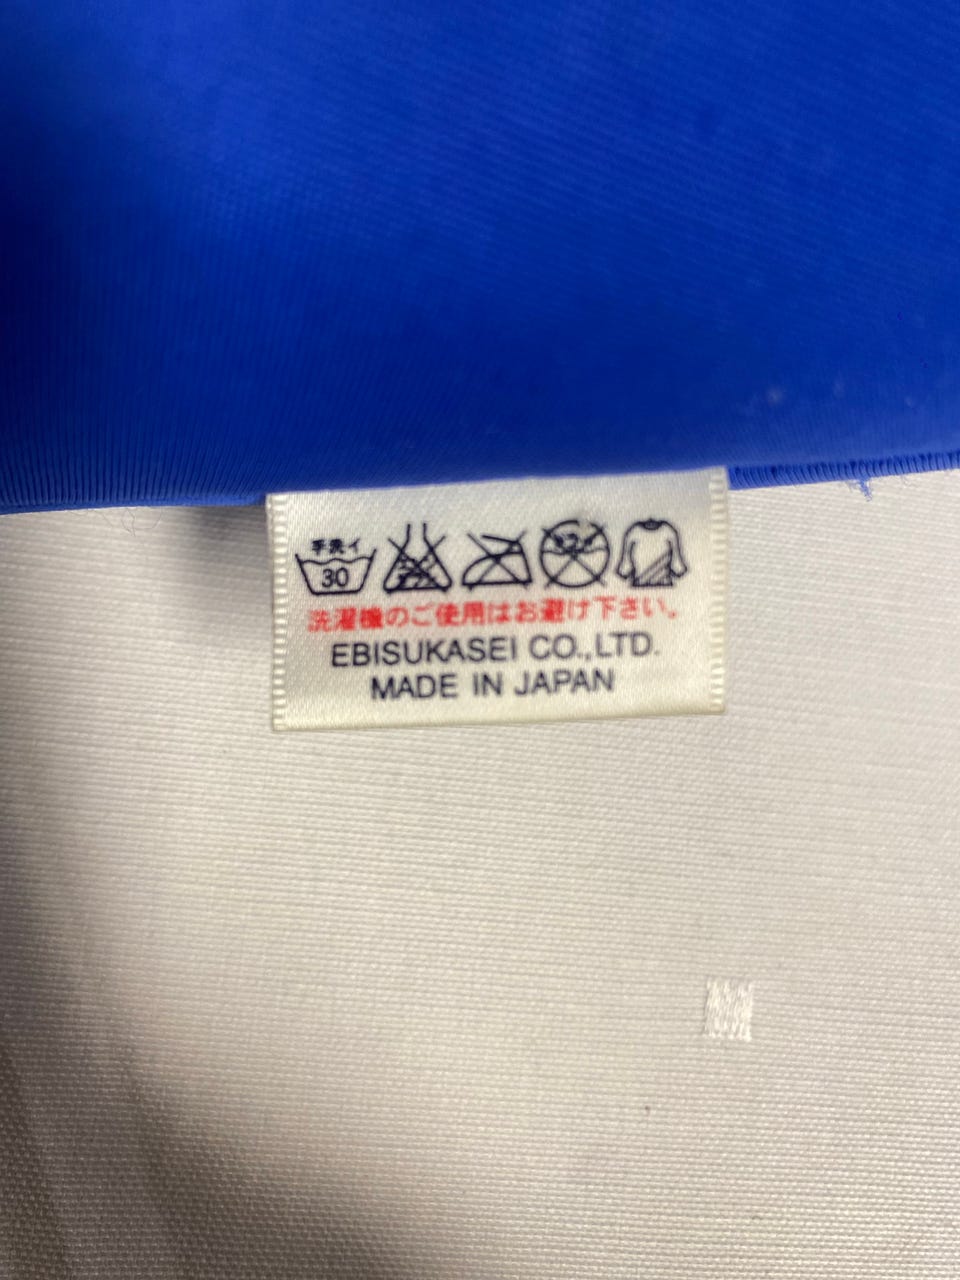 手洗イ
30
洗濯機のご使用はお避け下さい。
EBISUKASEI CO.,LTD.
MADE IN JAPAN